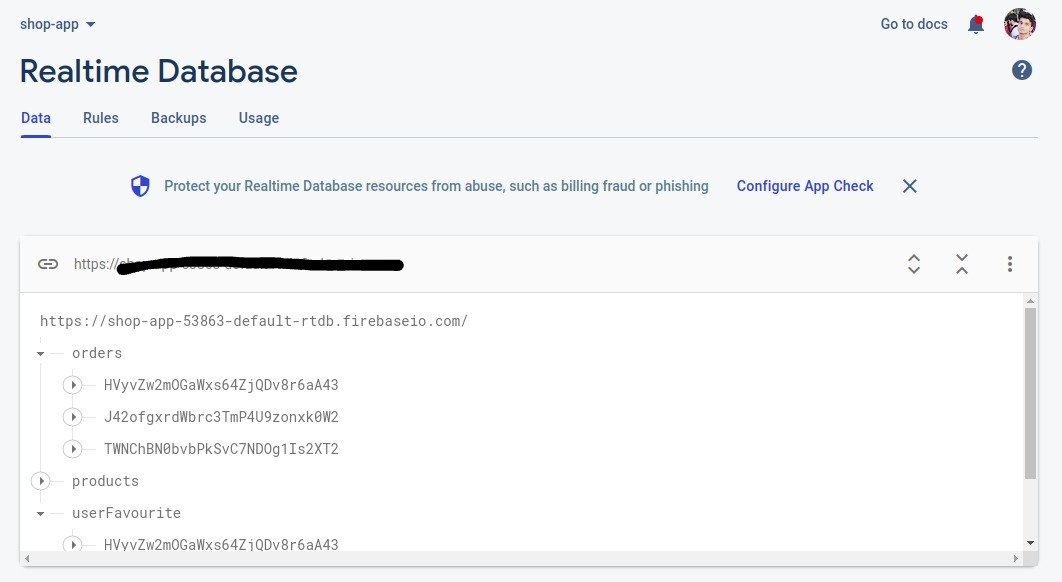 shop-app
Go to docs
Realtime Database
?
Data Rules Backups Usage
Protect your Realtime Database resources from abuse, such as billing fraud or phishing Configure App Check
https://
https://shop-app-53863-default-rtdb.firebaseio.com/
orders
HVyvZw2mOGaWxs64ZjQDv8r6aA43
J42ofgxrdWbrc3TmP4U9zonxk0W2
TWNChBN0bvbPkSvC7NDOg1Is2XT2
products
userFavourite
HVyvZw2mOGaWxs64ZjQDv8r6aA43